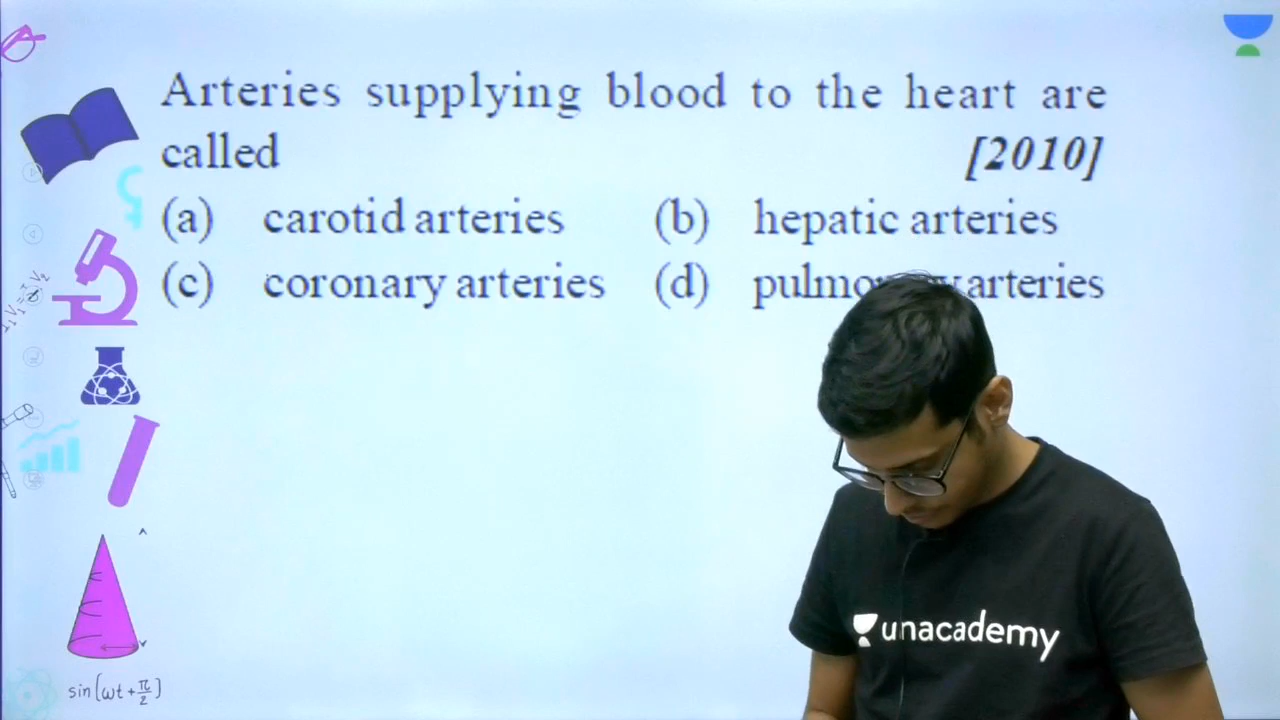 Arteries supplying blood to the heart are
called [2010]
(a) carotid arteries (b) hepatic arteries
(c) coronary arteries (d) arteries
unacademy
sin(ωt+π/2)